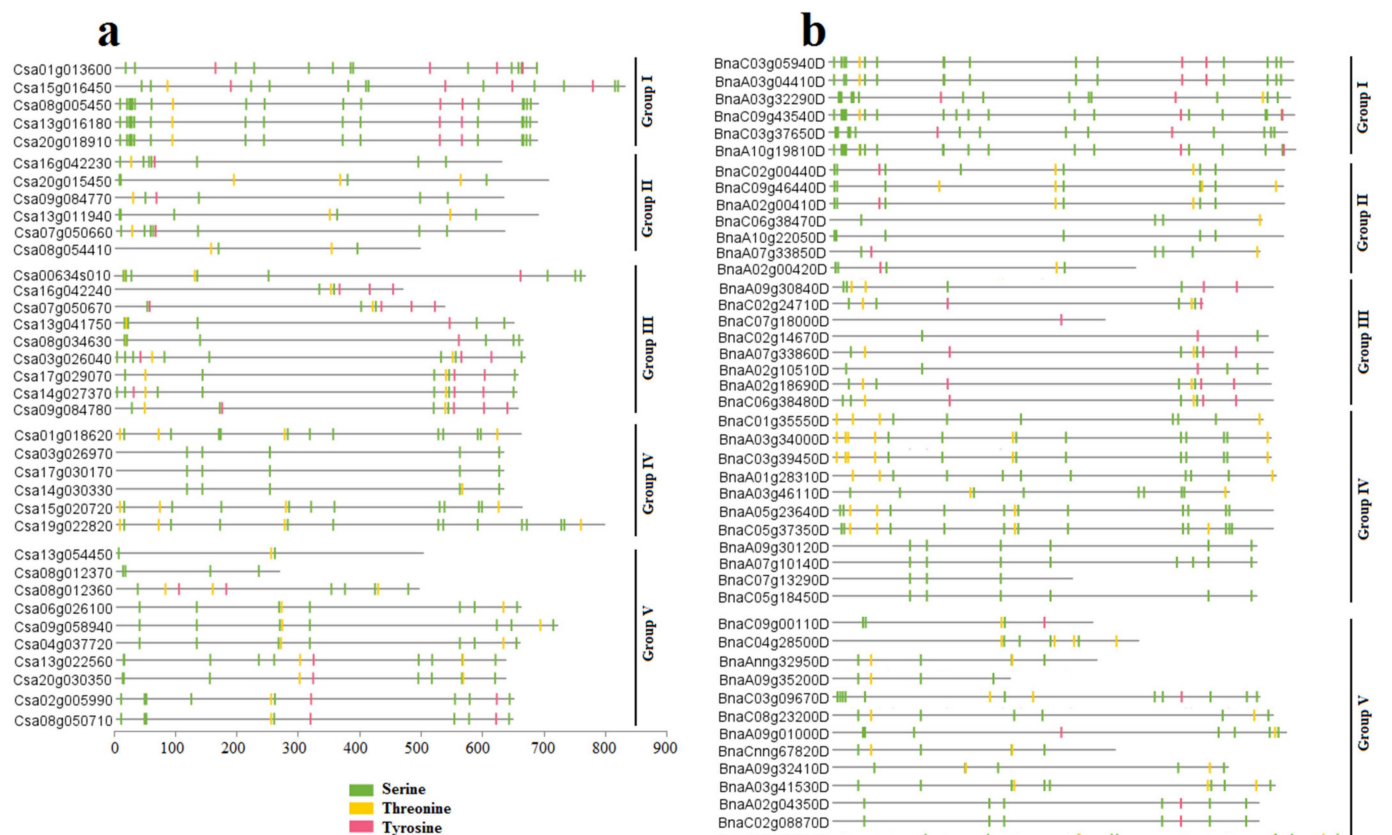 a
Csa01g013600
Csa15g016450
Csa08g005450
Csa13g016180
Csa20g018910
Group I
Csa16g042230
Csa20g015450
Csa09g084770
Csa13g011940
Csa07g050660
Csa08g054410
Group II
Csa00634s010
Csa16g042240
Csa07g050670
Csa13g041750
Csa08g034630
Csa03g026040
Csa17g029070
Csa14g027370
Csa09g084780
Group III
Csa01g018620
Csa03g026970
Csa17g030170
Csa14g030330
Csa15g020720
Csa19g022820
Group IV
Csa13g054450
Csa08g012370
Csa08g012360
Csa06g026100
Csa09g058940
Csa04g037720
Csa13g022560
Csa20g030350
Csa02g005990
Csa08g050710
Group V
0 100 200 300 400 500 600 700 800 900
Serine
Threonine
Tyrosine
b
BnaC03g05940D
BnaA03g04410D
BnaA03g32290D
BnaC09g43540D
BnaC03g37650D
BnaA10g19810D
Group I
BnaC02g00440D
BnaC09g46440D
BnaA02g00410D
BnaC06g38470D
BnaA10g22050D
BnaA07g33850D
BnaA02g00420D
Group II
BnaA09g30840D
BnaC02g24710D
BnaC07g18000D
BnaC02g14670D
BnaA07g33860D
BnaA02g10510D
BnaA02g18690D
BnaC06g38480D
Group III
BnaC01g35550D
BnaA03g34000D
BnaC03g39450D
BnaA01g28310D
BnaA03g46110D
BnaA05g23640D
BnaC05g37350D
BnaA09g30120D
BnaA07g10140D
BnaC07g13290D
BnaC05g18450D
Group IV
BnaC09g00110D
BnaC04g28500D
BnaAnng32950D
BnaA09g35200D
BnaC03g09670D
BnaC08g23200D
BnaA09g01000D
BnaCnng67820D
BnaA09g32410D
BnaA03g41530D
BnaA02g04350D
BnaC02g08870D
Group V